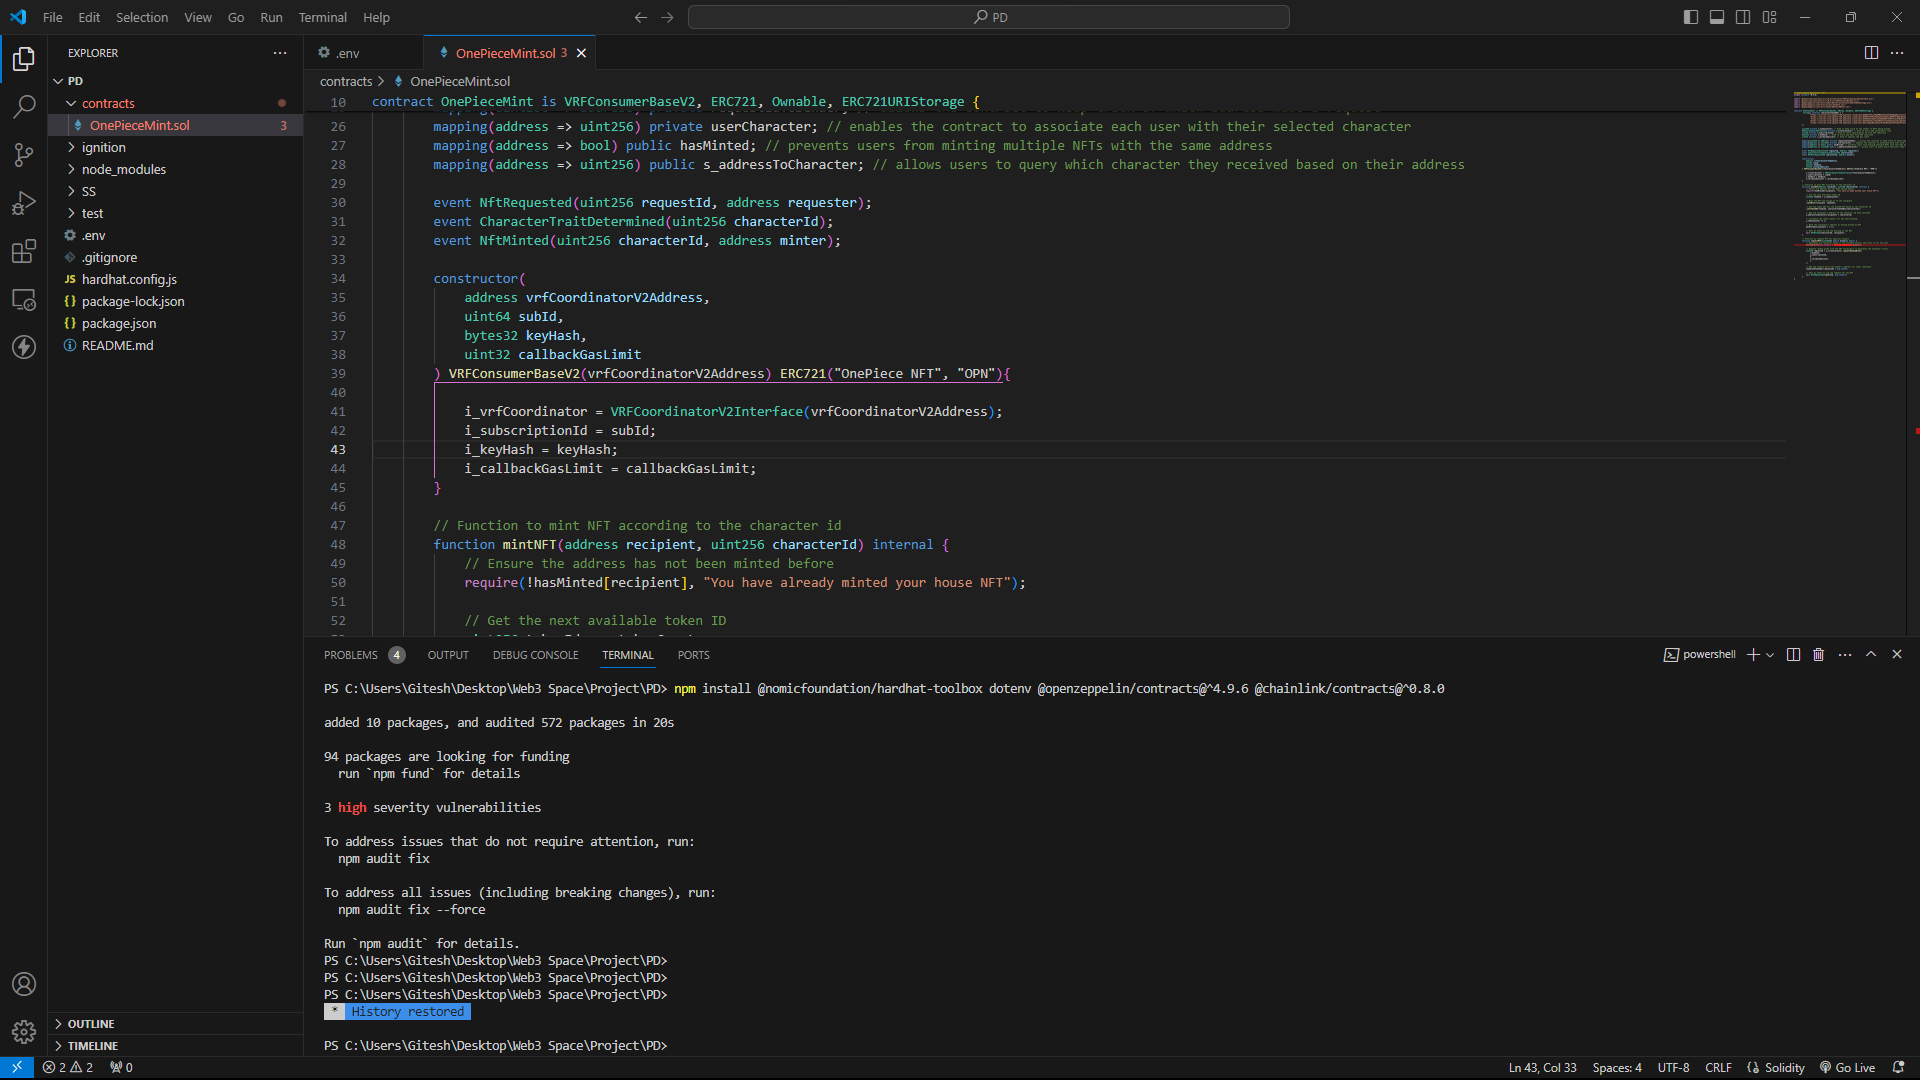 File Edit Selection View Go Run Terminal Help
PD
EXPLORER
PD
contracts
OnePieceMint.sol 3
ignition
node_modules
SS
test
.env
.gitignore
JS hardhat.config.js
{} package-lock.json
{} package.json
README.md
OUTLINE
TIMELINE
.env
OnePieceMint.sol 3
contracts > OnePieceMint.sol
10 contract OnePieceMint is VRFConsumerBaseV2, ERC721, Ownable, ERC721URIStorage {
26 mapping(address => uint256) private userCharacter; // enables the contract to associate each user with their selected character
27 mapping(address => bool) public hasMinted; // prevents users from minting multiple NFTs with the same address
28 mapping(address => uint256) public s_addressToCharacter; // allows users to query which character they received based on their address
29
30 event NftRequested(uint256 requestId, address requester);
31 event CharacterTraitDetermined(uint256 characterId);
32 event NftMinted(uint256 characterId, address minter);
33
34 constructor(
35 address vrfCoordinatorV2Address,
36 uint64 subId,
37 bytes32 keyHash,
38 uint32 callbackGasLimit
39 ) VRFConsumerBaseV2(vrfCoordinatorV2Address) ERC721("OnePiece NFT", "OPN"){
40
41 i_vrfCoordinator = VRFCoordinatorV2Interface(vrfCoordinatorV2Address);
42 i_subscriptionId = subId;
43 i_keyHash = keyHash;
44 i_callbackGasLimit = callbackGasLimit;
45 }
46
47 // Function to mint NFT according to the character id
48 function mintNFT(address recipient, uint256 characterId) internal {
49 // Ensure the address has not been minted before
50 require(!hasMinted[recipient], "You have already minted your house NFT");
51
52 // Get the next available token ID
PROBLEMS 4 OUTPUT DEBUG CONSOLE TERMINAL PORTS
powershell
PS C:\Users\Gitesh\Desktop\Web3 Space\Project\PD> npm install @nomicfoundation/hardhat-toolbox dotenv @openzeppelin/contracts@^4.9.6 @chainlink/contracts@^0.8.0
added 10 packages, and audited 572 packages in 20s
94 packages are looking for funding
run `npm fund` for details
3 high severity vulnerabilities
To address issues that do not require attention, run:
npm audit fix
To address all issues (including breaking changes), run:
npm audit fix --force
Run `npm audit` for details.
PS C:\Users\Gitesh\Desktop\Web3 Space\Project\PD>
PS C:\Users\Gitesh\Desktop\Web3 Space\Project\PD>
PS C:\Users\Gitesh\Desktop\Web3 Space\Project\PD>
* History restored
PS C:\Users\Gitesh\Desktop\Web3 Space\Project\PD>
2 2 0
Ln 43, Col 33 Spaces: 4 UTF-8 CRLF {} Solidity Go Live